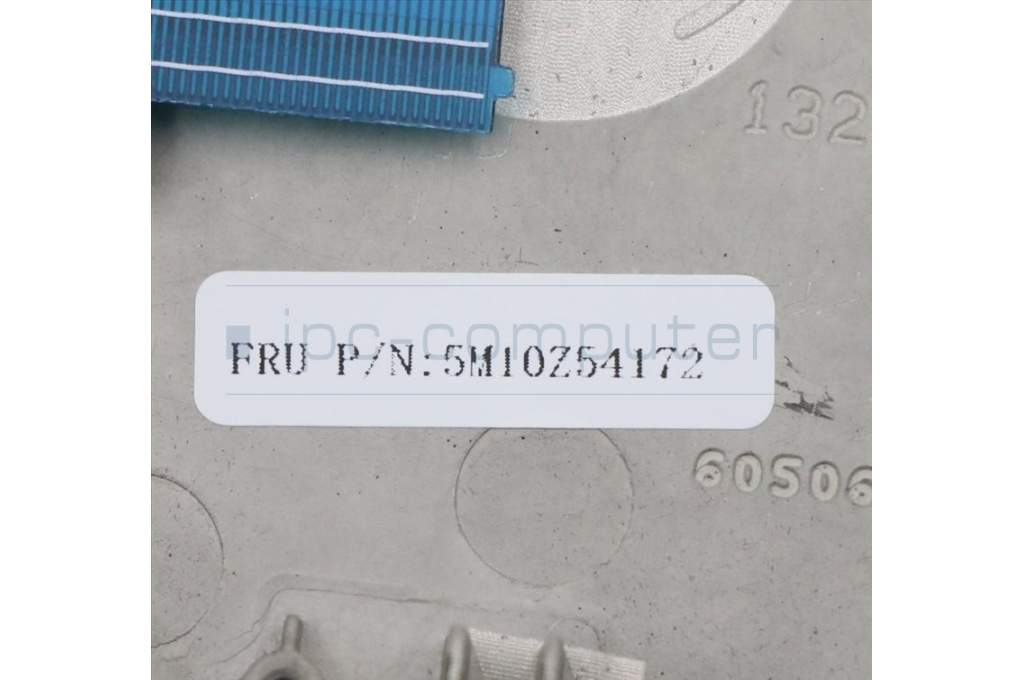 132
ipc-computer
FRU P/N:5M10Z54172
60506